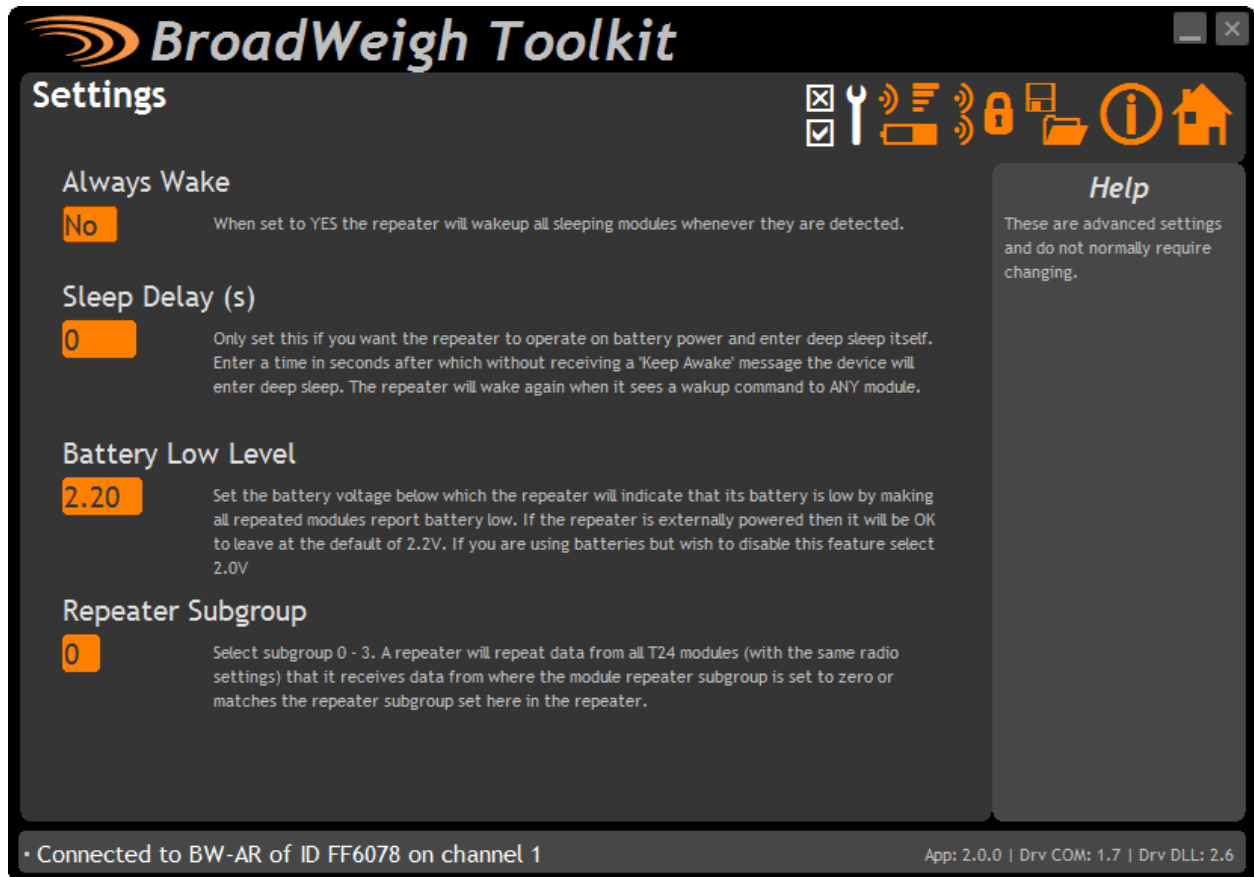 BroadWeigh Toolkit
Settings
Always Wake
No
When set to YES the repeater will wakeup all sleeping modules whenever they are detected.
Sleep Delay (s)
0
Only set this if you want the repeater to operate on battery power and enter deep sleep itself.
Enter a time in seconds after which without receiving a 'Keep Awake' message the device will
enter deep sleep. The repeater will wake again when it sees a wakup command to ANY module.
Battery Low Level
2.20
Set the battery voltage below which the repeater will indicate that its battery is low by making
all repeated modules report battery low. If the repeater is externally powered then it will be OK
to leave at the default of 2.2V. If you are using batteries but wish to disable this feature select
2.0V
Repeater Subgroup
0
Select subgroup 0 - 3. A repeater will repeat data from all T24 modules (with the same radio
settings) that it receives data from where the module repeater subgroup is set to zero or
matches the repeater subgroup set here in the repeater.
Help
These are advanced settings
and do not normally require
changing.
Connected to BW-AR of ID FF6078 on channel 1
App: 2.0.0 | Drv COM: 1.7 | Drv DLL: 2.6